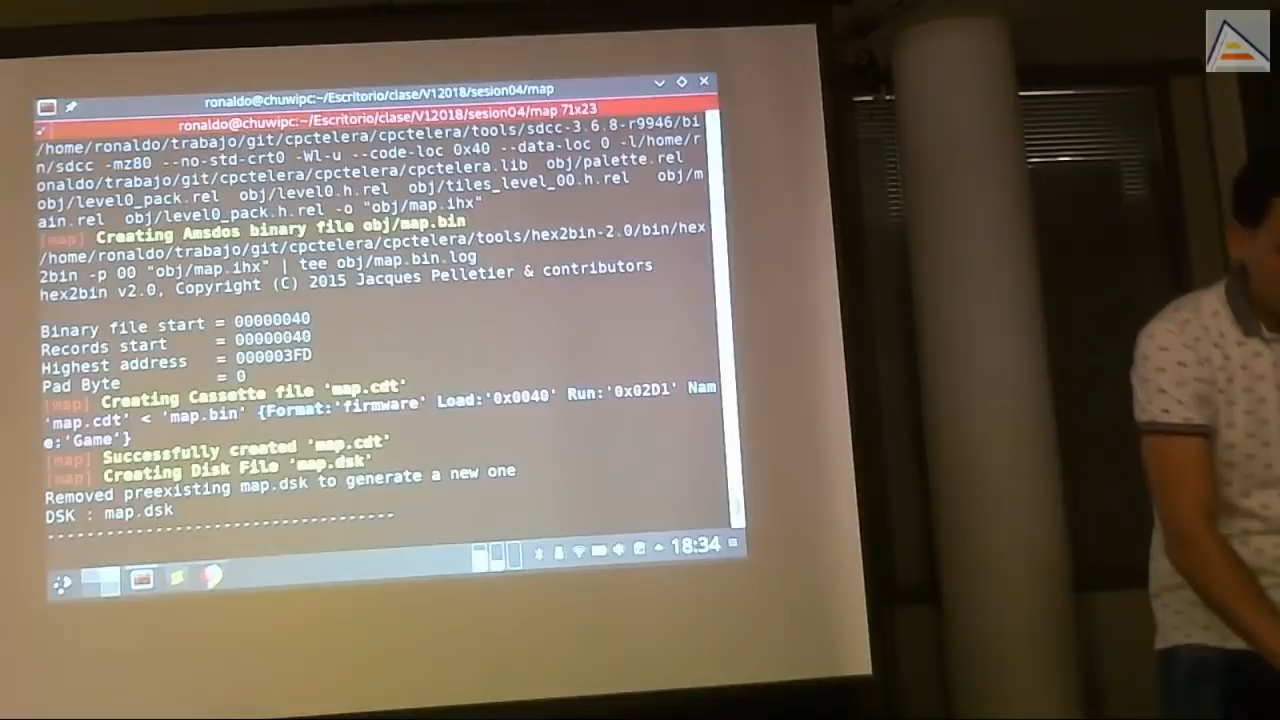 ronaldo@chuwipc:~/Escritorio/clase/V12018/sesion04/map
ronaldo@chuwipc:~/Escritorio/clase/V12018/sesion04/map 71x23
/home/ronaldo/trabajo/git/cpctelera/cpctelera/tools/sdcc-3.6.8-r9946/bi
n/sdcc -mz80 --no-std-crt0 -Wl-u --code-loc 0x40 --data-loc 0 -l/home/r
onaldo/trabajo/git/cpctelera/cpctelera/cpctelera.lib obj/palette.rel
obj/level0_pack.rel obj/level0.h.rel obj/tiles_level_00.h.rel obj/m
ain.rel obj/level0_pack.h.rel -o "obj/map.ihx"
[map] Creating Amsdos binary file obj/map.bin
/home/ronaldo/trabajo/git/cpctelera/cpctelera/tools/hex2bin-2.0/bin/hex
2bin -p 00 "obj/map.ihx" | tee obj/map.bin.log
hex2bin v2.0, Copyright (C) 2015 Jacques Pelletier & contributors
Binary file start = 00000040
Records start = 00000040
Highest address = 000003FD
Pad Byte = 0
[map] Creating Cassette file 'map.cdt'
'map.cdt' < 'map.bin' {Format:'firmware' Load:'0x0040' Run:'0x02D1' Nam
e:'Game'}
[map] Successfully created 'map.cdt'
[map] Creating Disk File 'map.dsk'
Removed preexisting map.dsk to generate a new one
DSK : map.dsk
-----------------------------------
18:34